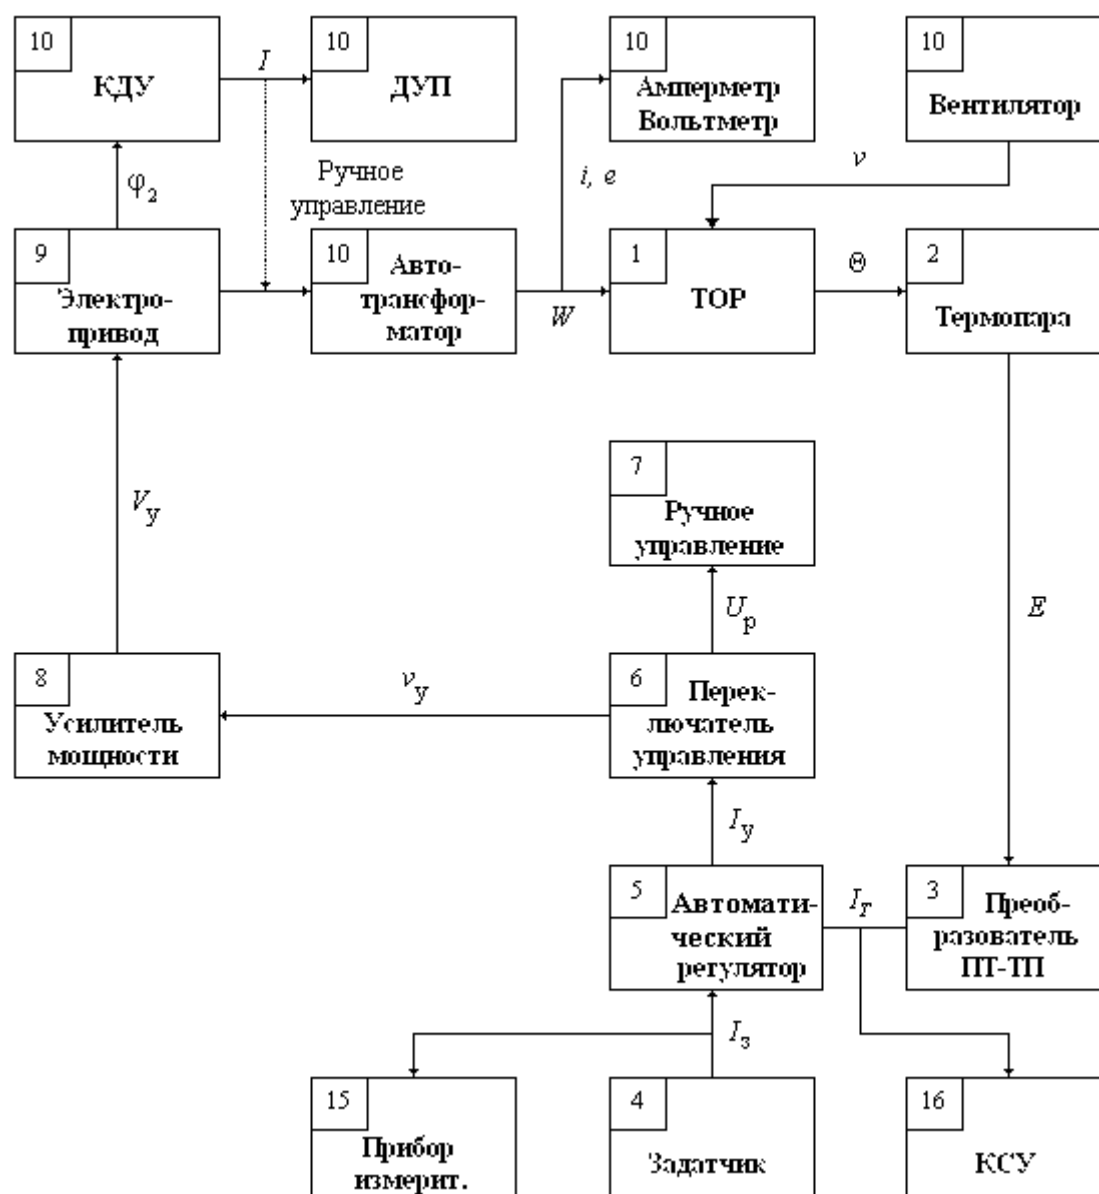 10
КДУ
I
10
ДУП
10
Амперметр
Вольтметр
10
Вентилятор
φ2
Ручное
управление
i, e
v
9
Электро-
привод
10
Авто-
трансфор-
матор
W
1
ТОР
Θ
2
Термопара
Vу
7
Ручное
управление
Uр
E
8
Усилитель
мощности
vу
6
Перек-
лючатель
управления
Iу
5
Автомати-
ческий
регулятор
IT
3
Преоб-
разователь
ПТ-ТП
Iз
15
Прибор
измерит.
4
Задатчик
16
КСУ